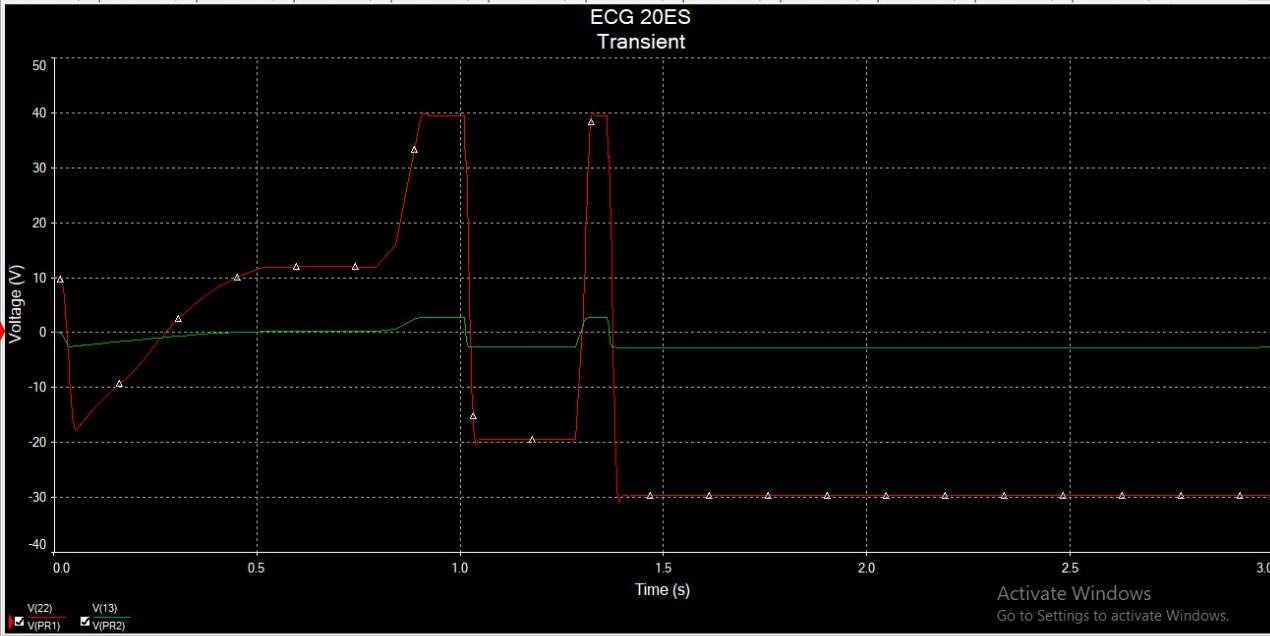 ECG 20ES
Transient
Voltage (V)
50
40
30
20
10
0
-10
-20
-30
-40
0.0 0.5 1.0 1.5 2.0 2.5 3.0
Time (s)
V(22) V(13)
V(PR1) V(PR2)
Activate Windows
Go to Settings to activate Windows.